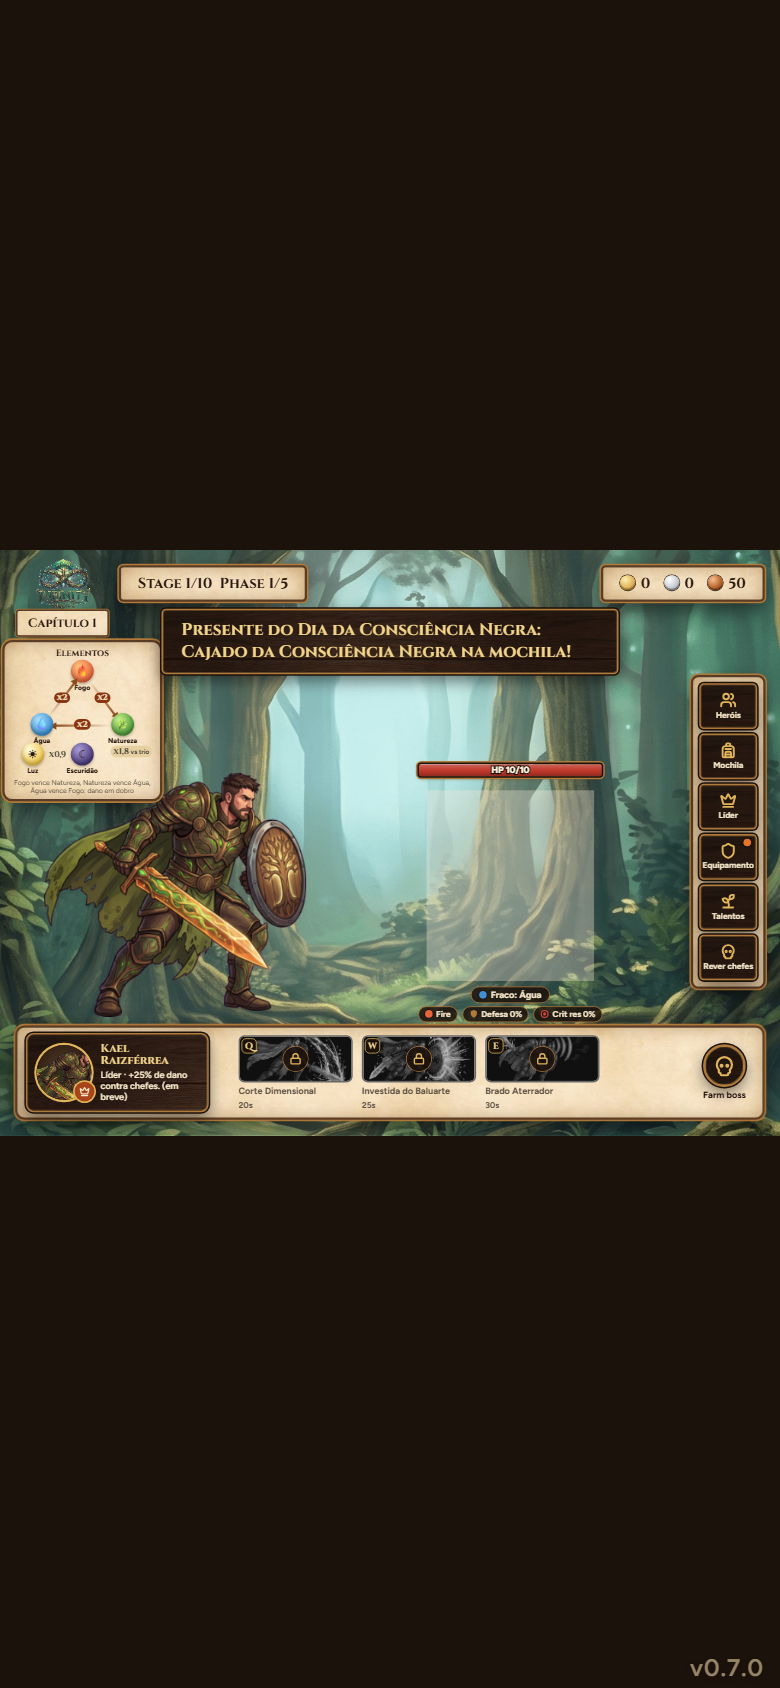 Stage 1/10 Phase 1/5
0
0
50
Capítulo 1
Presente do Dia da Consciência Negra:
Cajado da Consciência Negra na mochila!
Elementos
Fogo
x2
x2
x2
Água
Natureza
x0,9
x1,8 vs trio
Luz
Escuridão
Fogo vence Natureza, Natureza vence Água,
Água vence Fogo: dano em dobro
HP 10/10
Heróis
Mochila
Líder
Equipamento
Talentos
Rever chefes
Fraco: Água
Fire
Defesa 0%
Crit res 0%
Kael
Raizférrea
Líder · +25% de dano
contra chefes. (em
breve)
Q
Corte Dimensional
20s
W
Investida do Baluarte
25s
E
Brado Aterrador
30s
Farm boss
v0.7.0